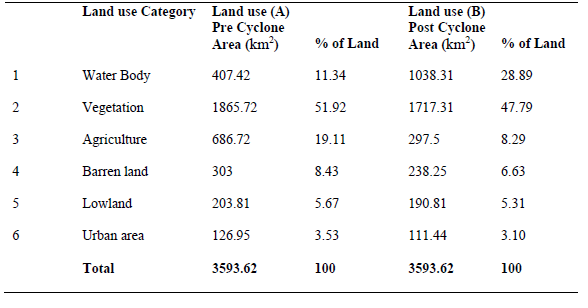 Land use Category Land use (A) Land use (B)
Pre Cyclone Post Cyclone
Area (km²) % of Land Area (km²) % of Land
1 Water Body 407.42 11.34 1038.31 28.89
2 Vegetation 1865.72 51.92 1717.31 47.79
3 Agriculture 686.72 19.11 297.5 8.29
4 Barren land 303 8.43 238.25 6.63
5 Lowland 203.81 5.67 190.81 5.31
6 Urban area 126.95 3.53 111.44 3.10
Total 3593.62 100 3593.62 100